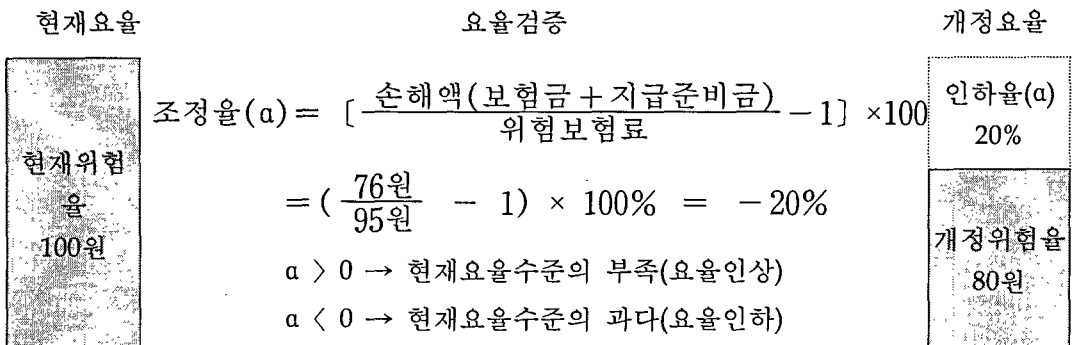 현재요율 요율검증 개정요율
조정율(α) = [ 손해액(보험금+지급준비금) / 위험보험료 - 1] ×100
인하율(α)
20%
현재위험
율
100원
= ( 76원 / 95원 - 1) × 100% = -20%
개정위험율
80원
α > 0 → 현재요율수준의 부족(요율인상)
α < 0 → 현재요율수준의 과다(요율인하)